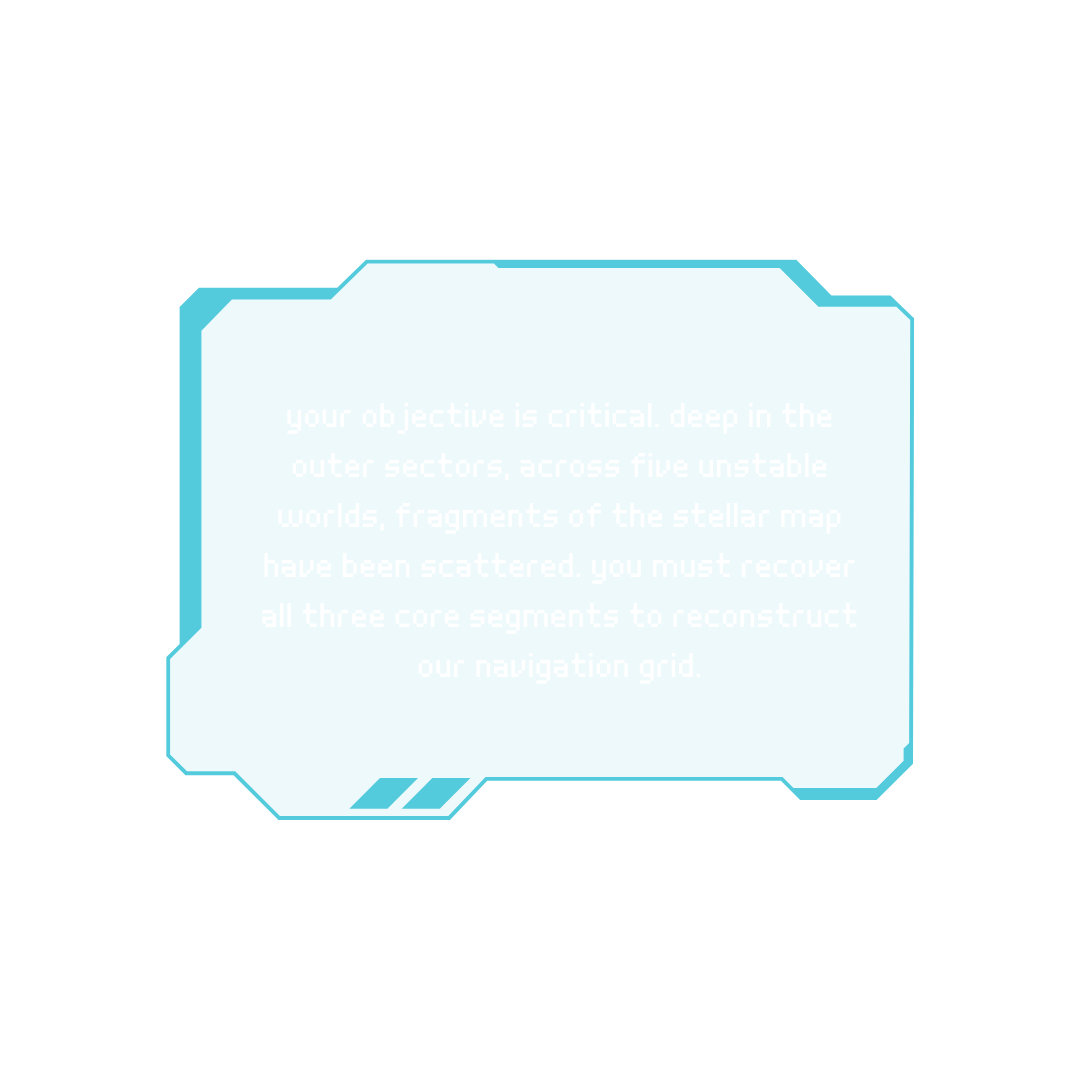 your objective is critical. deep in the
outer sectors, across five unstable
worlds, fragments of the stellar map
have been scattered. you must recover
all three core segments to reconstruct
our navigation grid.